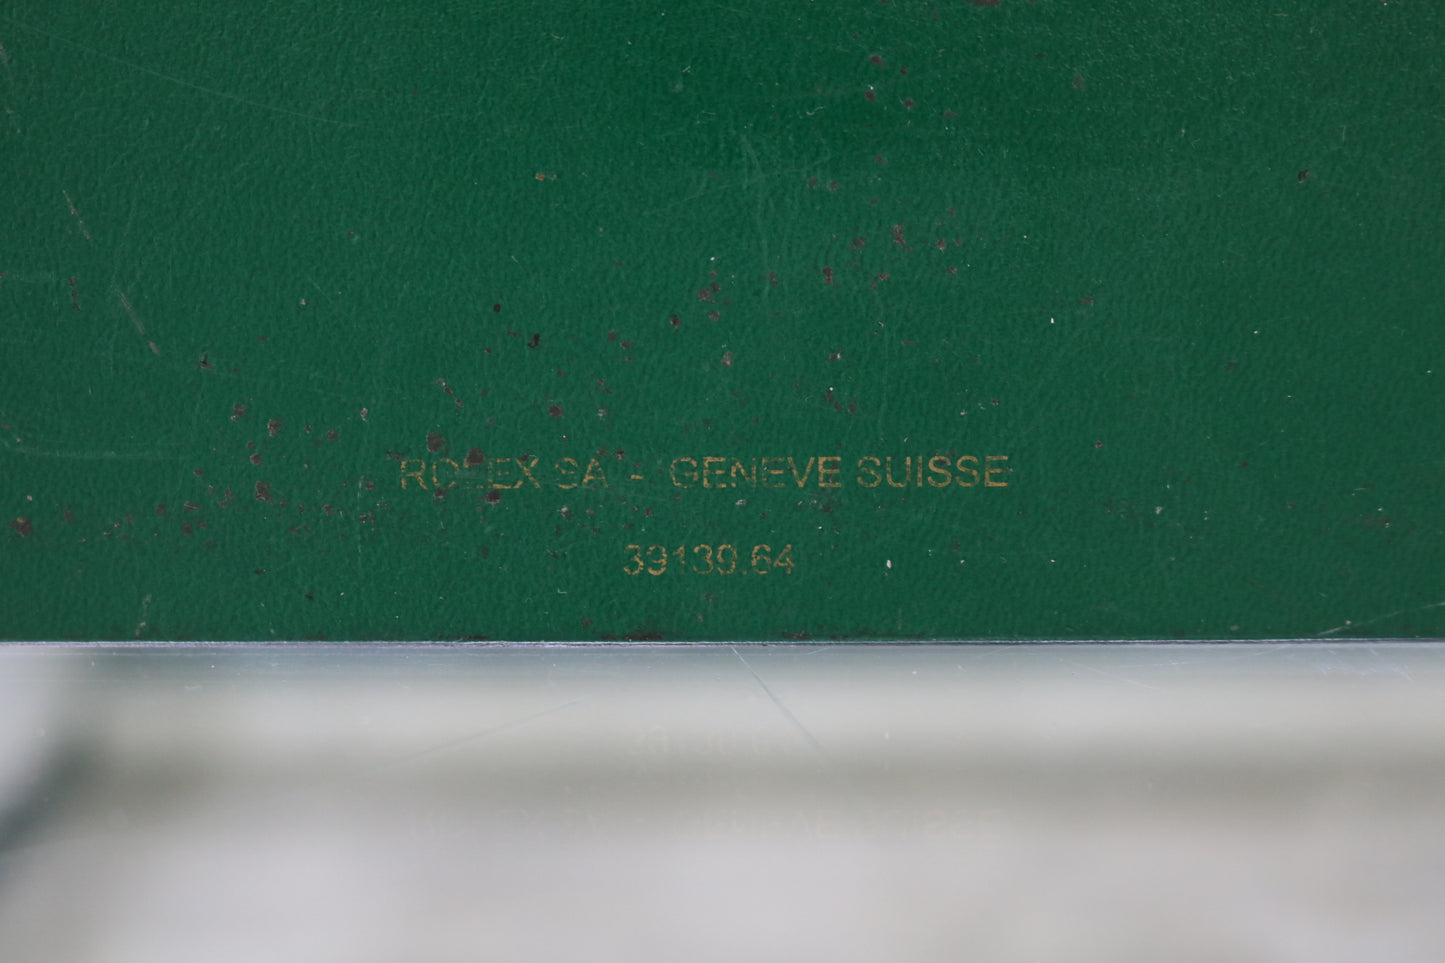 ROLEX SA - GENEVE SUISSE
39139.64